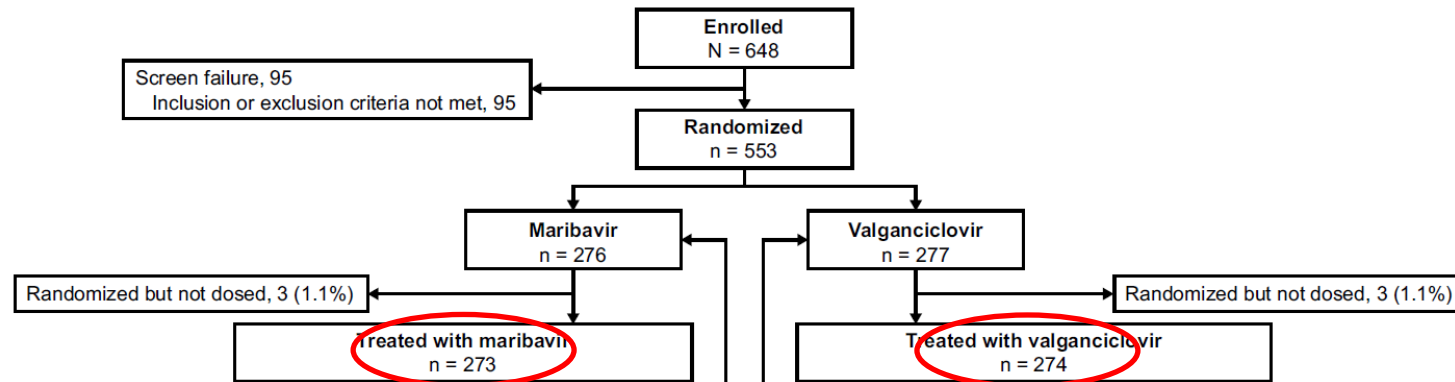 Enrolled
N = 648
Screen failure, 95
Inclusion or exclusion criteria not met, 95
Randomized
n = 553
Maribavir
n = 276
Valganciclovir
n = 277
Randomized but not dosed, 3 (1.1%)
Randomized but not dosed, 3 (1.1%)
Treated with maribavir
n = 273
Treated with valganciclovir
n = 274